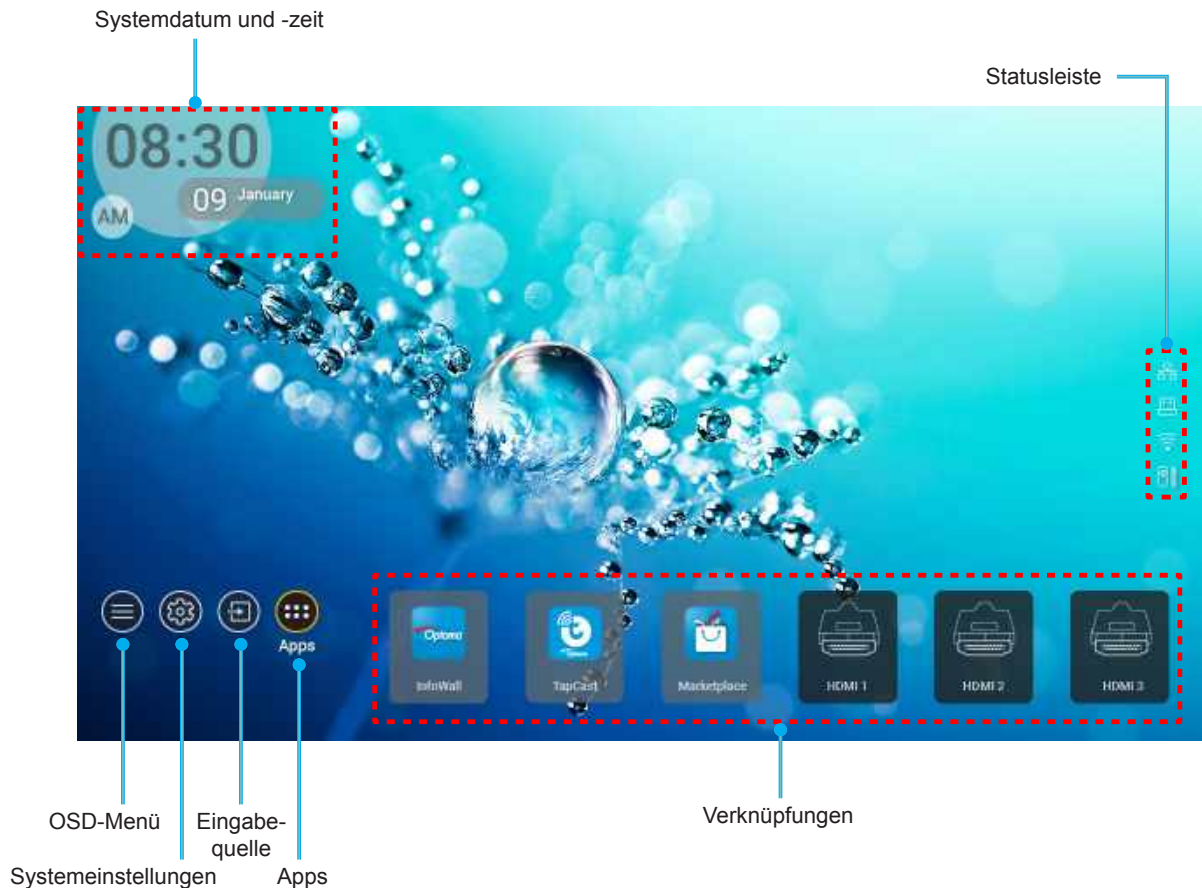 Systemdatum und -zeit
Statusleiste
08:30
09 January
AM
Apps
Optoma
InfoWall
TapCast
Marketplace
HDMI 1
HDMI 2
HDMI 3
OSD-Menü
Eingabe-
quelle
Verknüpfungen
Systemeinstellungen
Apps